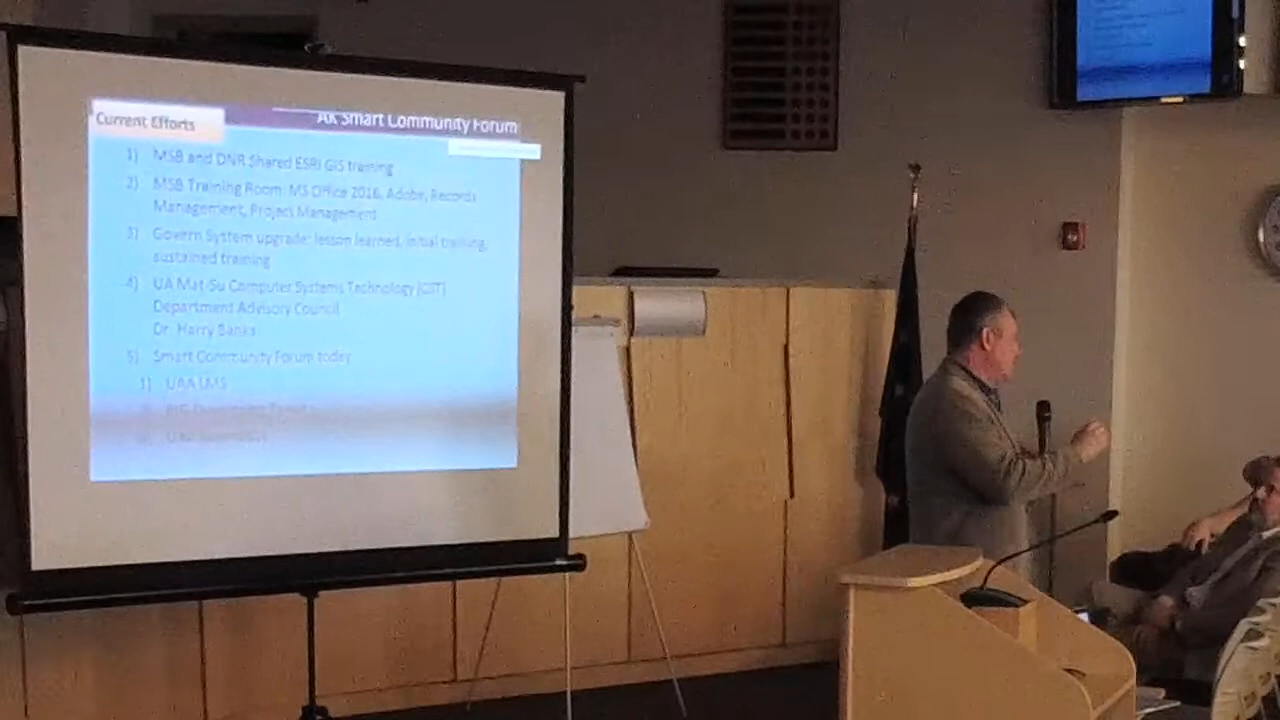 Current Efforts
AK Smart Community Forum
1) MSB and DNR Shared ESRI GIS training
2) MSB Training Room: MS Office 2016, Adobe, Records
Management, Project Management
3) Govern System upgrade: lesson learned, initial training,
sustained training
4) UA Mat-Su Computer Systems Technology (CST)
Department Advisory Council
Dr. Harry Banks
5) Smart Community Forum today
1) UAA LMS